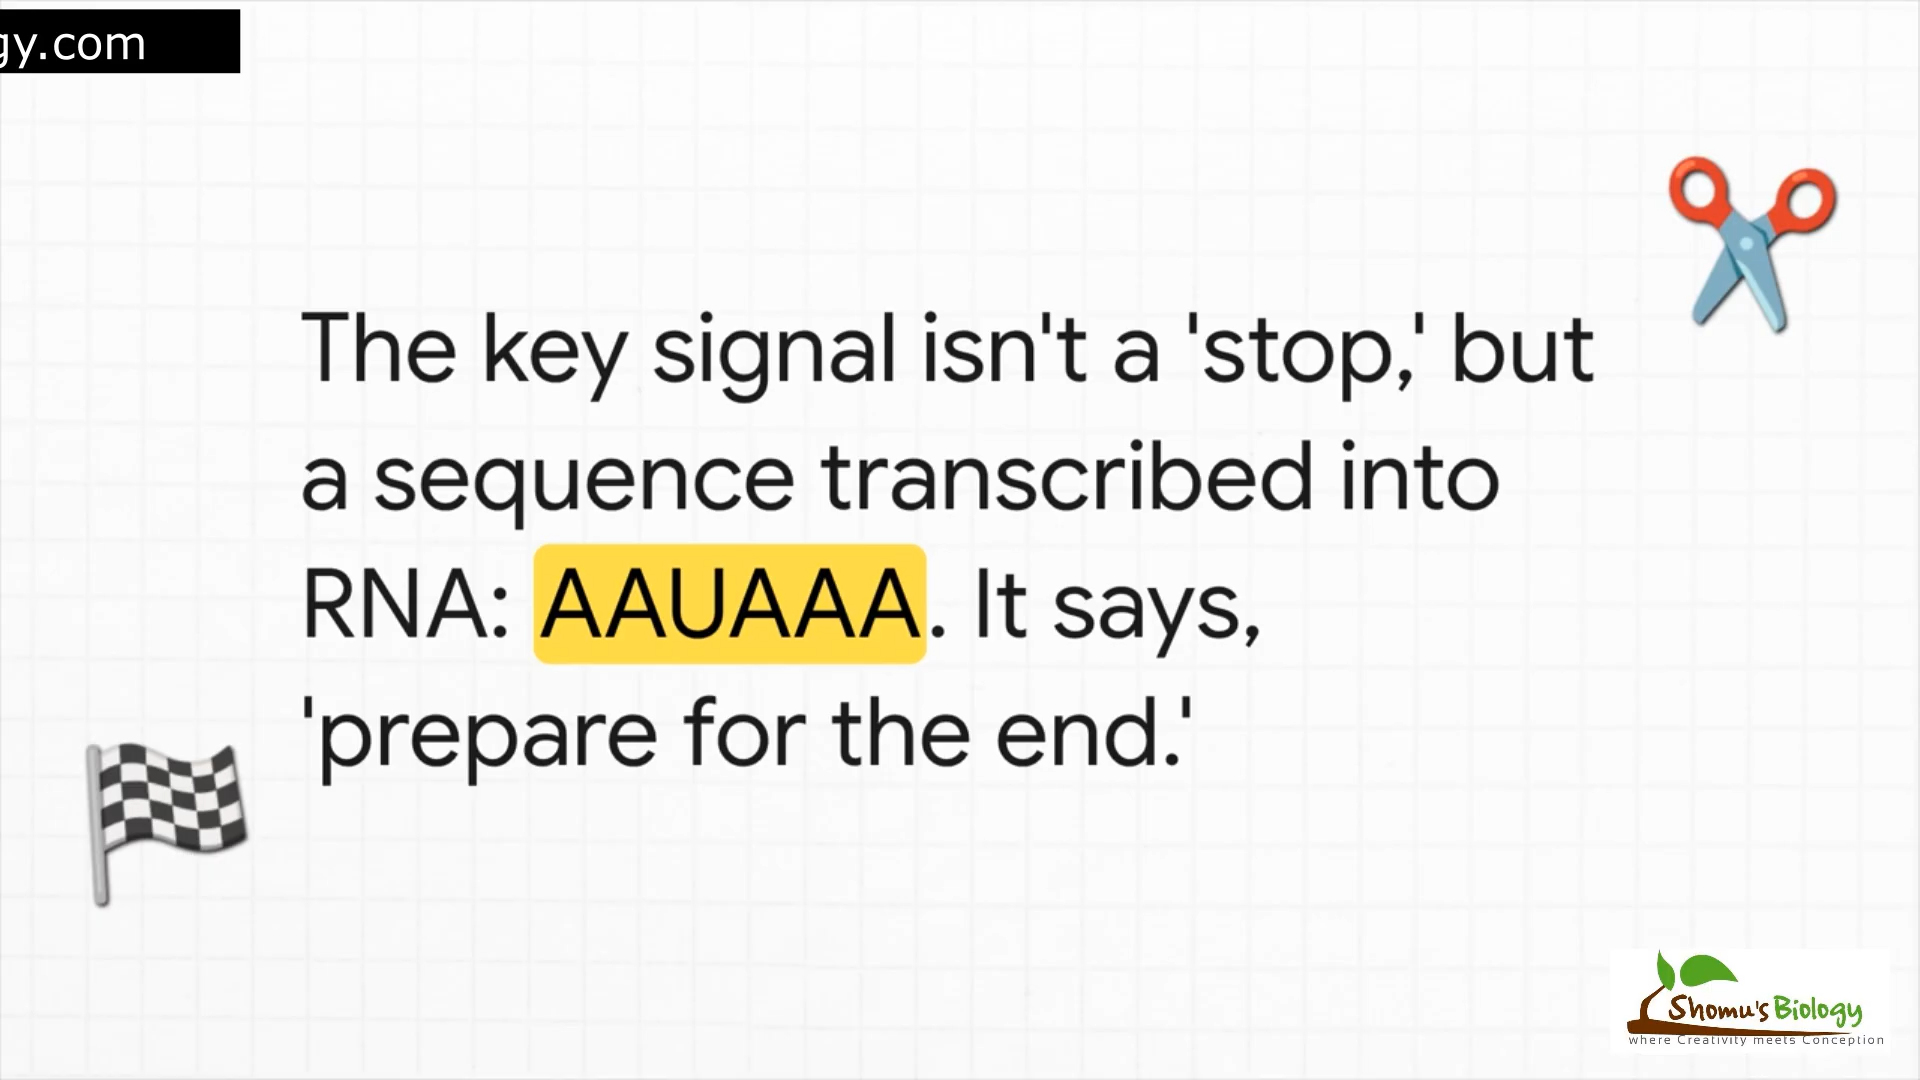 gy.com
The key signal isn't a 'stop,' but
a sequence transcribed into
RNA: AAUAAA. It says,
'prepare for the end.'
Shomu's Biology
where Creativity meets Conception